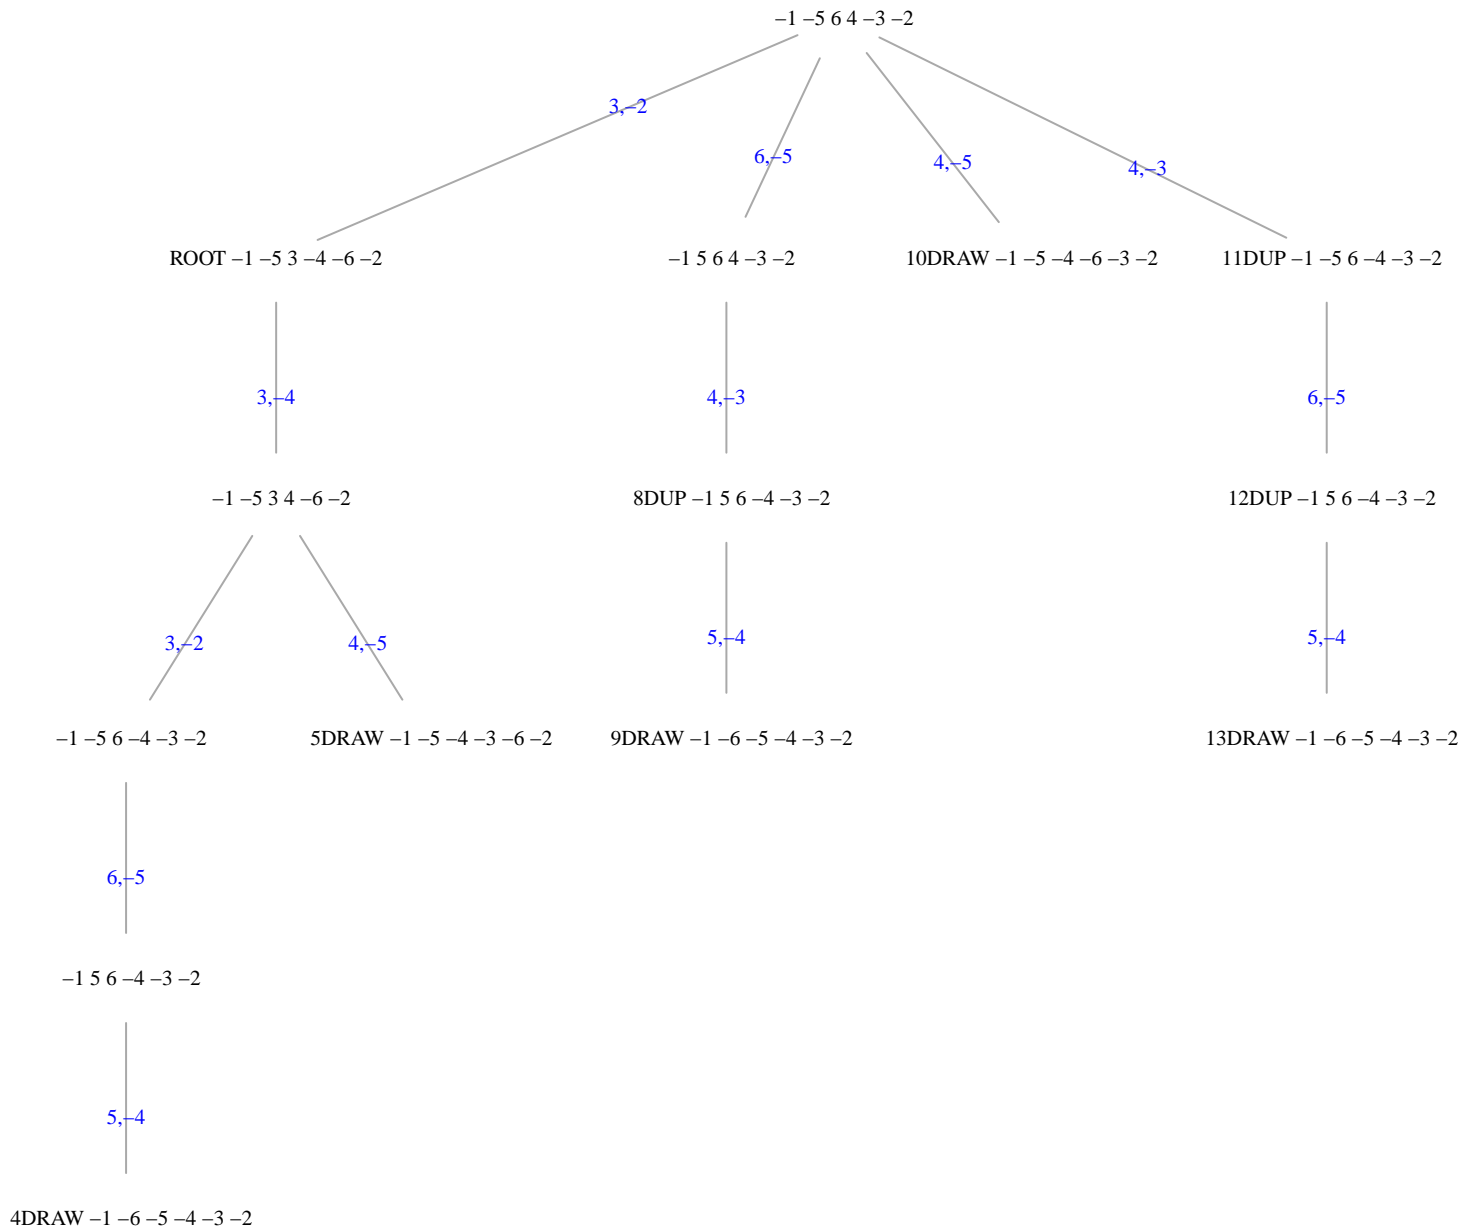 –1 –5 6 4 –3 –2
3,–2
6,–5
4,–5
4,–3
ROOT –1 –5 3 –4 –6 –2
–1 5 6 4 –3 –2
10DRAW –1 –5 –4 –6 –3 –2
11DUP –1 –5 6 –4 –3 –2
3,–4
4,–3
6,–5
–1 –5 3 4 –6 –2
8DUP –1 5 6 –4 –3 –2
12DUP –1 5 6 –4 –3 –2
3,–2
4,–5
5,–4
5,–4
–1 –5 6 –4 –3 –2
5DRAW –1 –5 –4 –3 –6 –2
9DRAW –1 –6 –5 –4 –3 –2
13DRAW –1 –6 –5 –4 –3 –2
6,–5
–1 5 6 –4 –3 –2
5,–4
4DRAW –1 –6 –5 –4 –3 –2